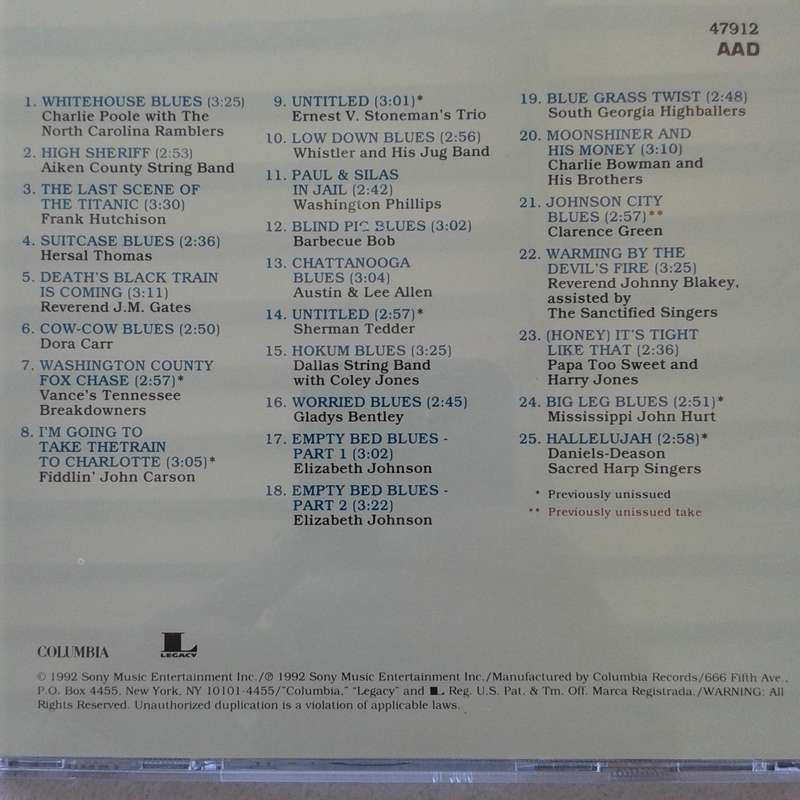 47912
AAD
1. WHITEHOUSE BLUES (3:25)
Charlie Poole with The
North Carolina Ramblers
2. HIGH SHERIFF (2:53)
Aiken County String Band
3. THE LAST SCENE OF
THE TITANIC (3:30)
Frank Hutchison
4. SUITCASE BLUES (2:36)
Hersal Thomas
5. DEATH'S BLACK TRAIN
IS COMING (3:11)
Reverend J.M. Gates
6. COW-COW BLUES (2:50)
Dora Carr
7. WASHINGTON COUNTY
FOX CHASE (2:57)*
Vance's Tennessee
Breakdowners
8. I'M GOING TO
TAKE THETRAIN
TO CHARLOTTE (3:05)*
Fiddlin' John Carson
9. UNTITLED (3:01)*
Ernest V. Stoneman's Trio
10. LOW DOWN BLUES (2:56)
Whistler and His Jug Band
11. PAUL & SILAS
IN JAIL (2:42)
Washington Phillips
12. BLIND PIG BLUES (3:02)
Barbecue Bob
13. CHATTANOOGA
BLUES (3:04)
Austin & Lee Allen
14. UNTITLED (2:57)*
Sherman Tedder
15. HOKUM BLUES (3:25)
Dallas String Band
with Coley Jones
16. WORRIED BLUES (2:45)
Gladys Bentley
17. EMPTY BED BLUES -
PART 1 (3:02)
Elizabeth Johnson
18. EMPTY BED BLUES -
PART 2 (3:22)
Elizabeth Johnson
19. BLUE GRASS TWIST (2:48)
South Georgia Highballers
20. MOONSHINER AND
HIS MONEY (3:10)
Charlie Bowman and
His Brothers
21. JOHNSON CITY
BLUES (2:57)**
Clarence Green
22. WARMING BY THE
DEVIL'S FIRE (3:25)
Reverend Johnny Blakey,
assisted by
The Sanctified Singers
23. (HONEY) IT'S TIGHT
LIKE THAT (2:36)
Papa Too Sweet and
Harry Jones
24. BIG LEG BLUES (2:51)*
Mississippi John Hurt
25. HALLELUJAH (2:58)*
Daniels-Deason
Sacred Harp Singers
* Previously unissued
** Previously unissued take
COLUMBIA
L
LEGACY
© 1992 Sony Music Entertainment Inc./℗ 1992 Sony Music Entertainment Inc./Manufactured by Columbia Records/666 Fifth Ave.,
P.O. Box 4455, New York, NY 10101-4455/"Columbia," "Legacy" and L Reg. U.S. Pat. & Tm. Off. Marca Registrada./WARNING: All
Rights Reserved. Unauthorized duplication is a violation of applicable laws.